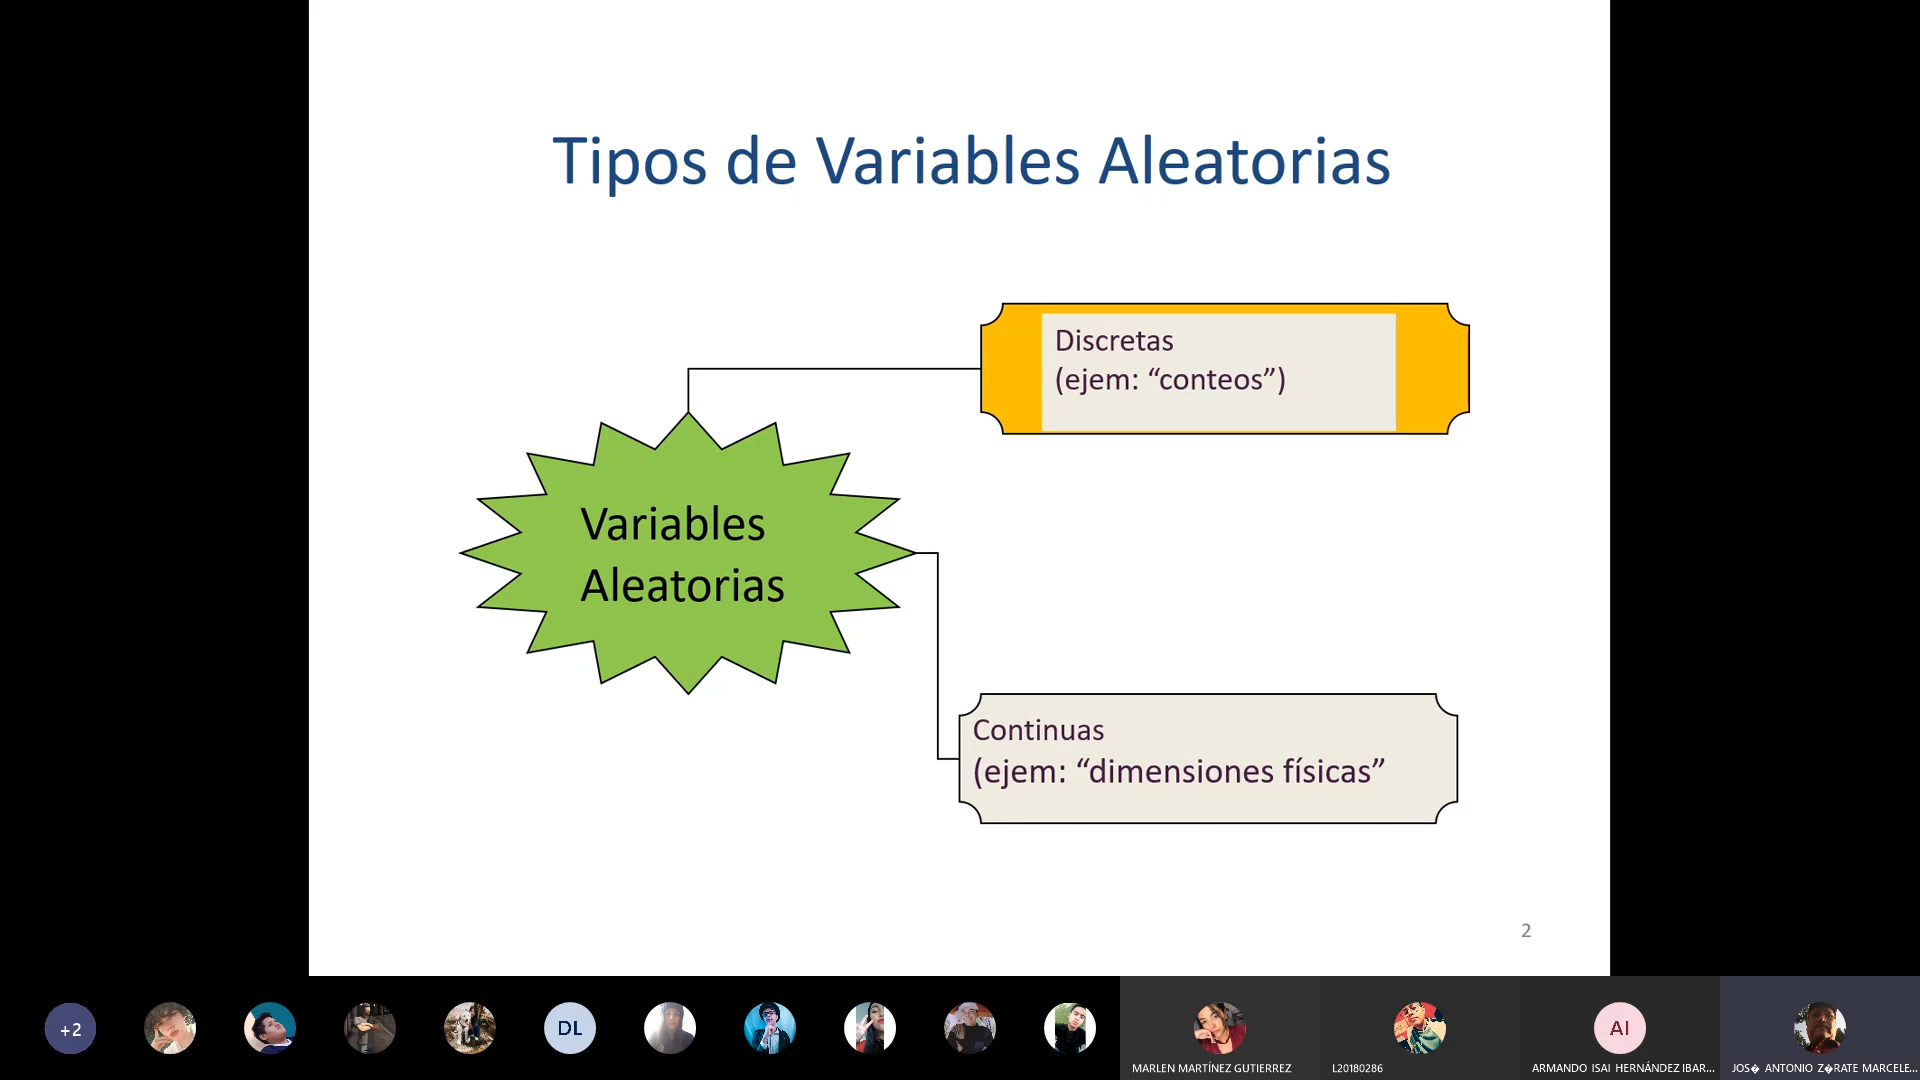 Tipos de Variables Aleatorias
Discretas
(ejem: “conteos”)
Variables
Aleatorias
Continuas
(ejem: “dimensiones físicas”
2
+2
DL
AI
MARLEN MARTÍNEZ GUTIERREZ
L20180286
ARMANDO ISAI HERNÁNDEZ IBAR...
JOS� ANTONIO Z�RATE MARCELE...